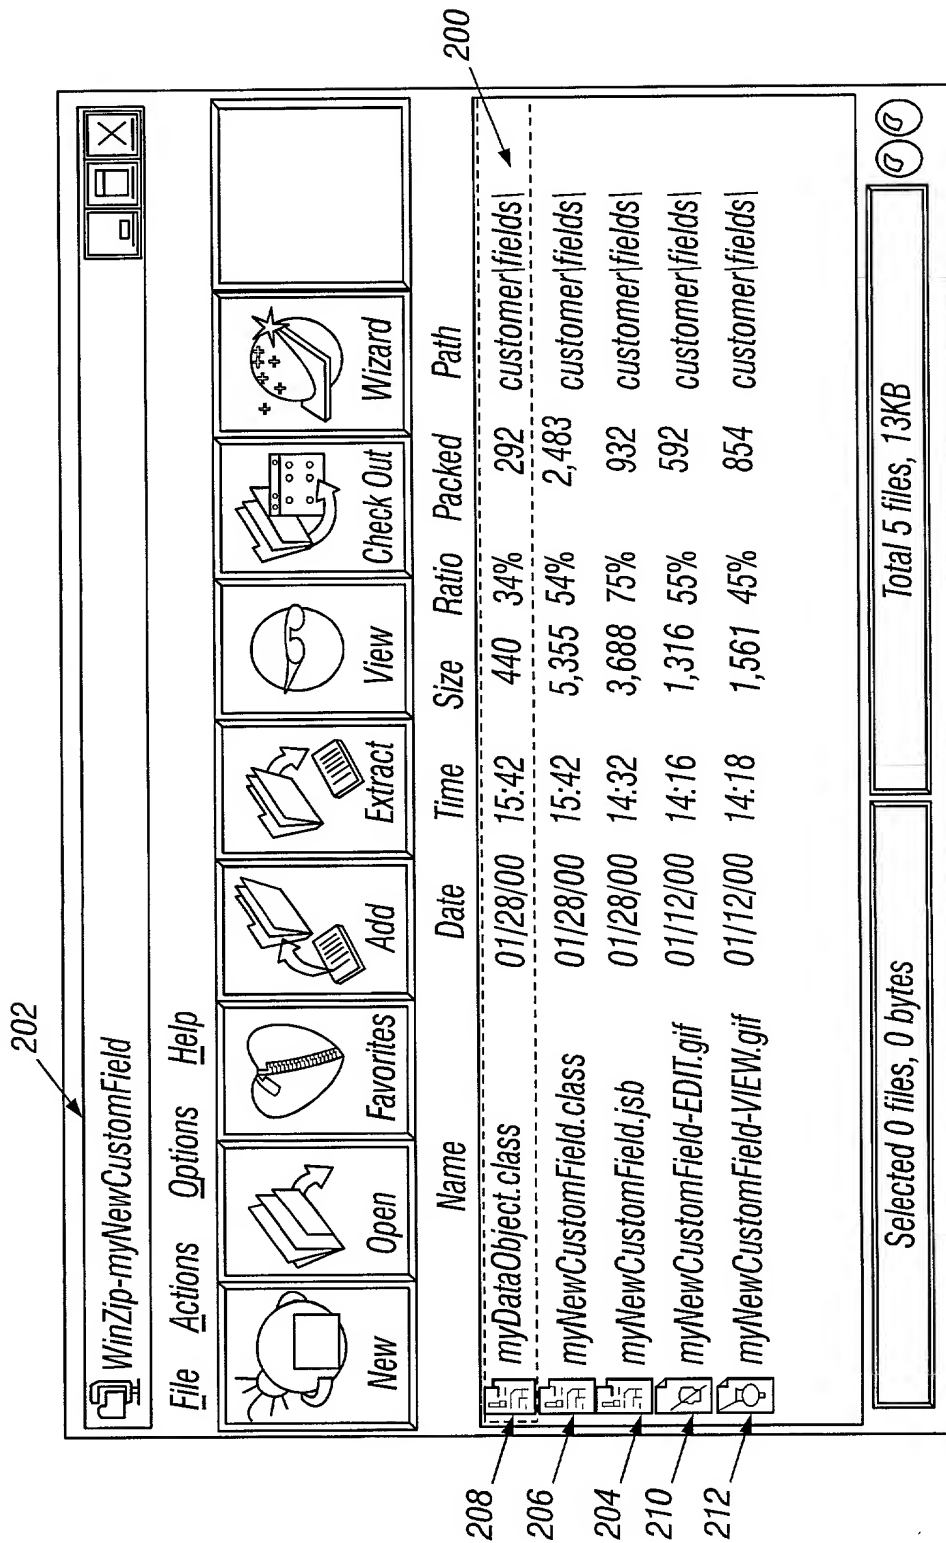 202
WinZip-myNewCustomField
File Actions Options Help
New Open Favorites Add Extract View Check Out Wizard
Name Date Time Size Ratio Packed Path
200
208 myDataObject.class 01/28/00 15:42 440 34% 292 customer\fields\
206 myNewCustomField.class 01/28/00 15:42 5,355 54% 2,483 customer\fields\
204 myNewCustomField.jsb 01/28/00 14:32 3,688 75% 932 customer\fields\
210 myNewCustomField-EDIT.gif 01/12/00 14:16 1,316 55% 592 customer\fields\
212 myNewCustomField-VIEW.gif 01/12/00 14:18 1,561 45% 854 customer\fields\
Selected 0 files, 0 bytes Total 5 files, 13KB